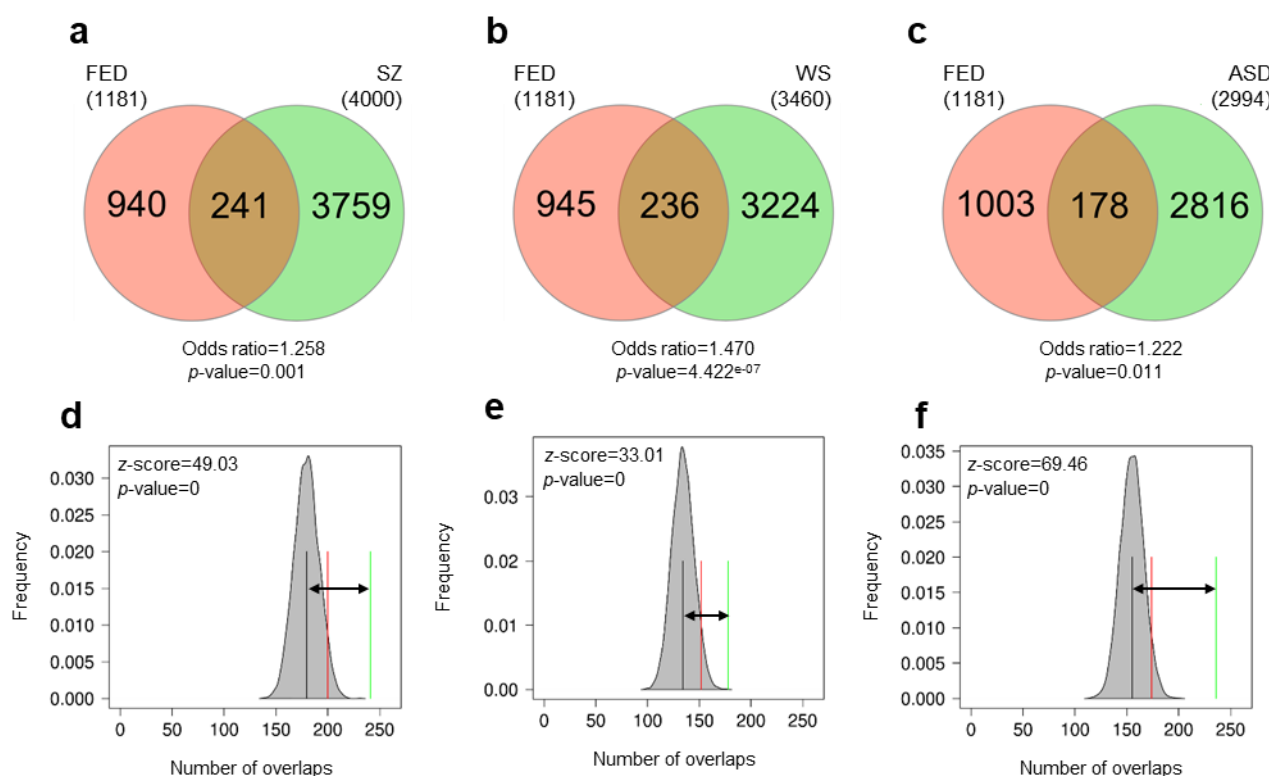 a
FED
(1181)
SZ
(4000)
940
241
3759
Odds ratio=1.258
p-value=0.001
b
FED
(1181)
WS
(3460)
945
236
3224
Odds ratio=1.470
p-value=4.422e-07
c
FED
(1181)
ASD
(2994)
1003
178
2816
Odds ratio=1.222
p-value=0.011
d
z-score=49.03
p-value=0
Frequency
0.030
0.025
0.020
0.015
0.010
0.005
0.000
0 50 100 150 200 250
Number of overlaps
e
z-score=33.01
p-value=0
Frequency
0.03
0.02
0.01
0.00
0 50 100 150 200 250
Number of overlaps
f
z-score=69.46
p-value=0
Frequency
0.035
0.030
0.025
0.020
0.015
0.010
0.005
0.000
0 50 100 150 200 250
Number of overlaps